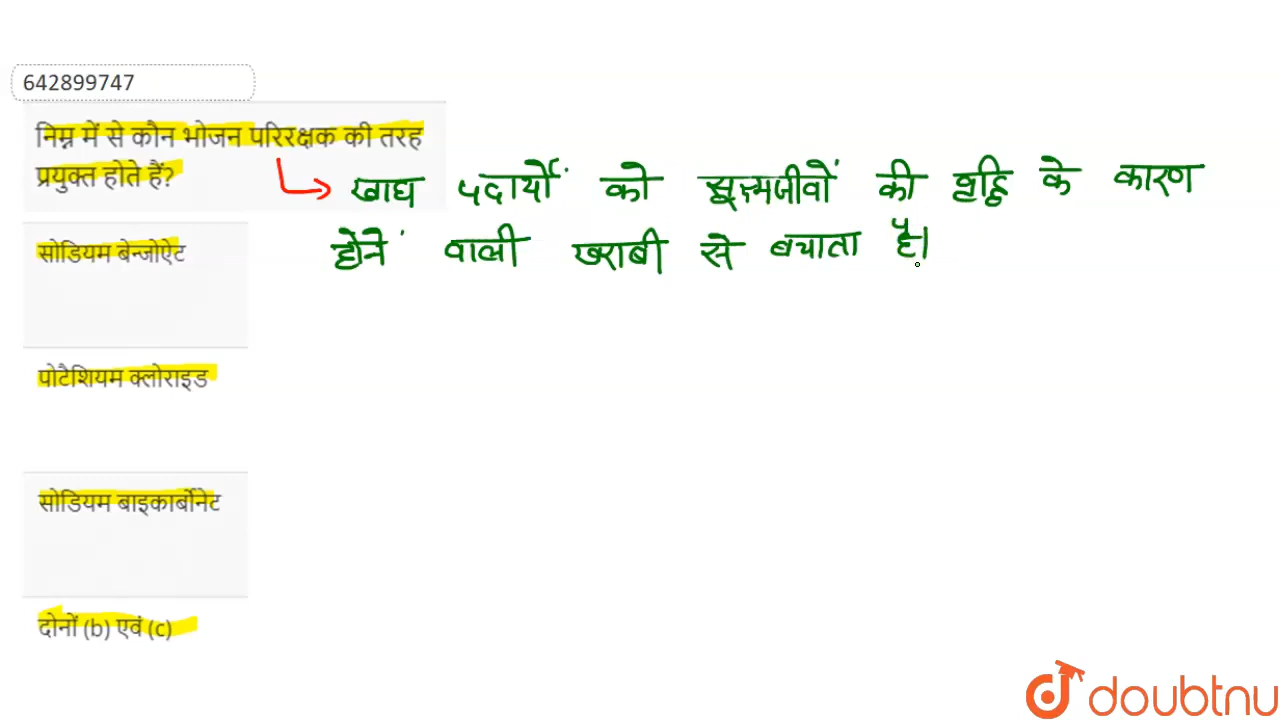 642899747
निम्न में से कौन भोजन परिरक्षक की तरह
प्रयुक्त होते हैं?
खाद्य पदार्थों को सूक्ष्मजीवों की वृद्धि के कारण
होने वाली खराबी से बचाता है।
सोडियम बेन्जोऐट
पोटैशियम क्लोराइड
सोडियम बाइकार्बोनेट
दोनों (b) एवं (c)
doubtnu